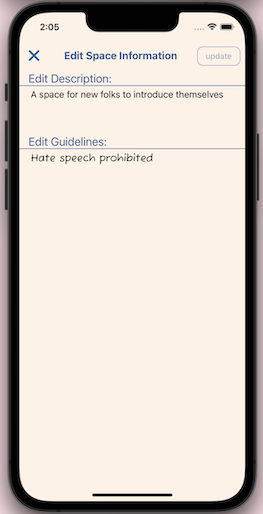 2:05
Edit Space Information
update
Edit Description:
A space for new folks to introduce themselves
Edit Guidelines:
Hate speech prohibited